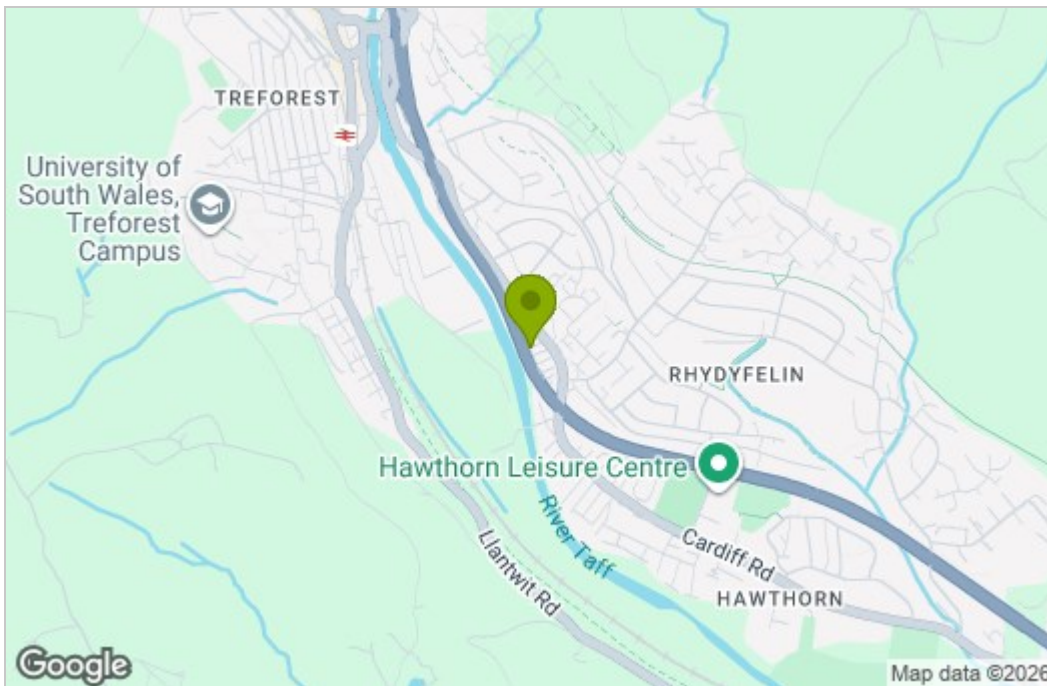 TREFOREST
University of
South Wales,
Treforest
Campus
RHYDYFELIN
Hawthorn Leisure Centre
River Taff
Llantwit Rd
Cardiff Rd
HAWTHORN
Google
Map data ©2026